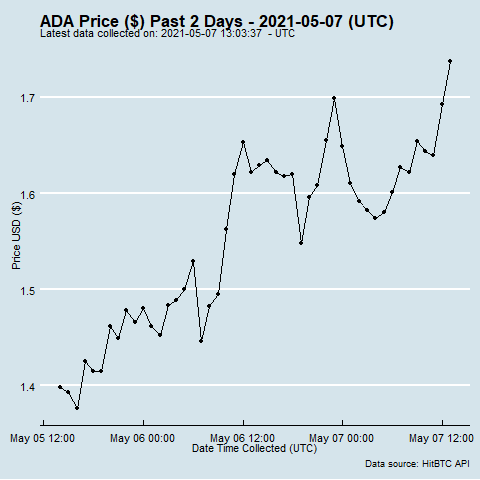 ADA Price ($) Past 2 Days - 2021-05-07 (UTC)
Latest data collected on: 2021-05-07 13:03:37 - UTC
1.7
1.6
1.5
1.4
Price USD ($)
May 05 12:00
May 06 00:00
May 06 12:00
May 07 00:00
May 07 12:00
Date Time Collected (UTC)
Data source: HitBTC API